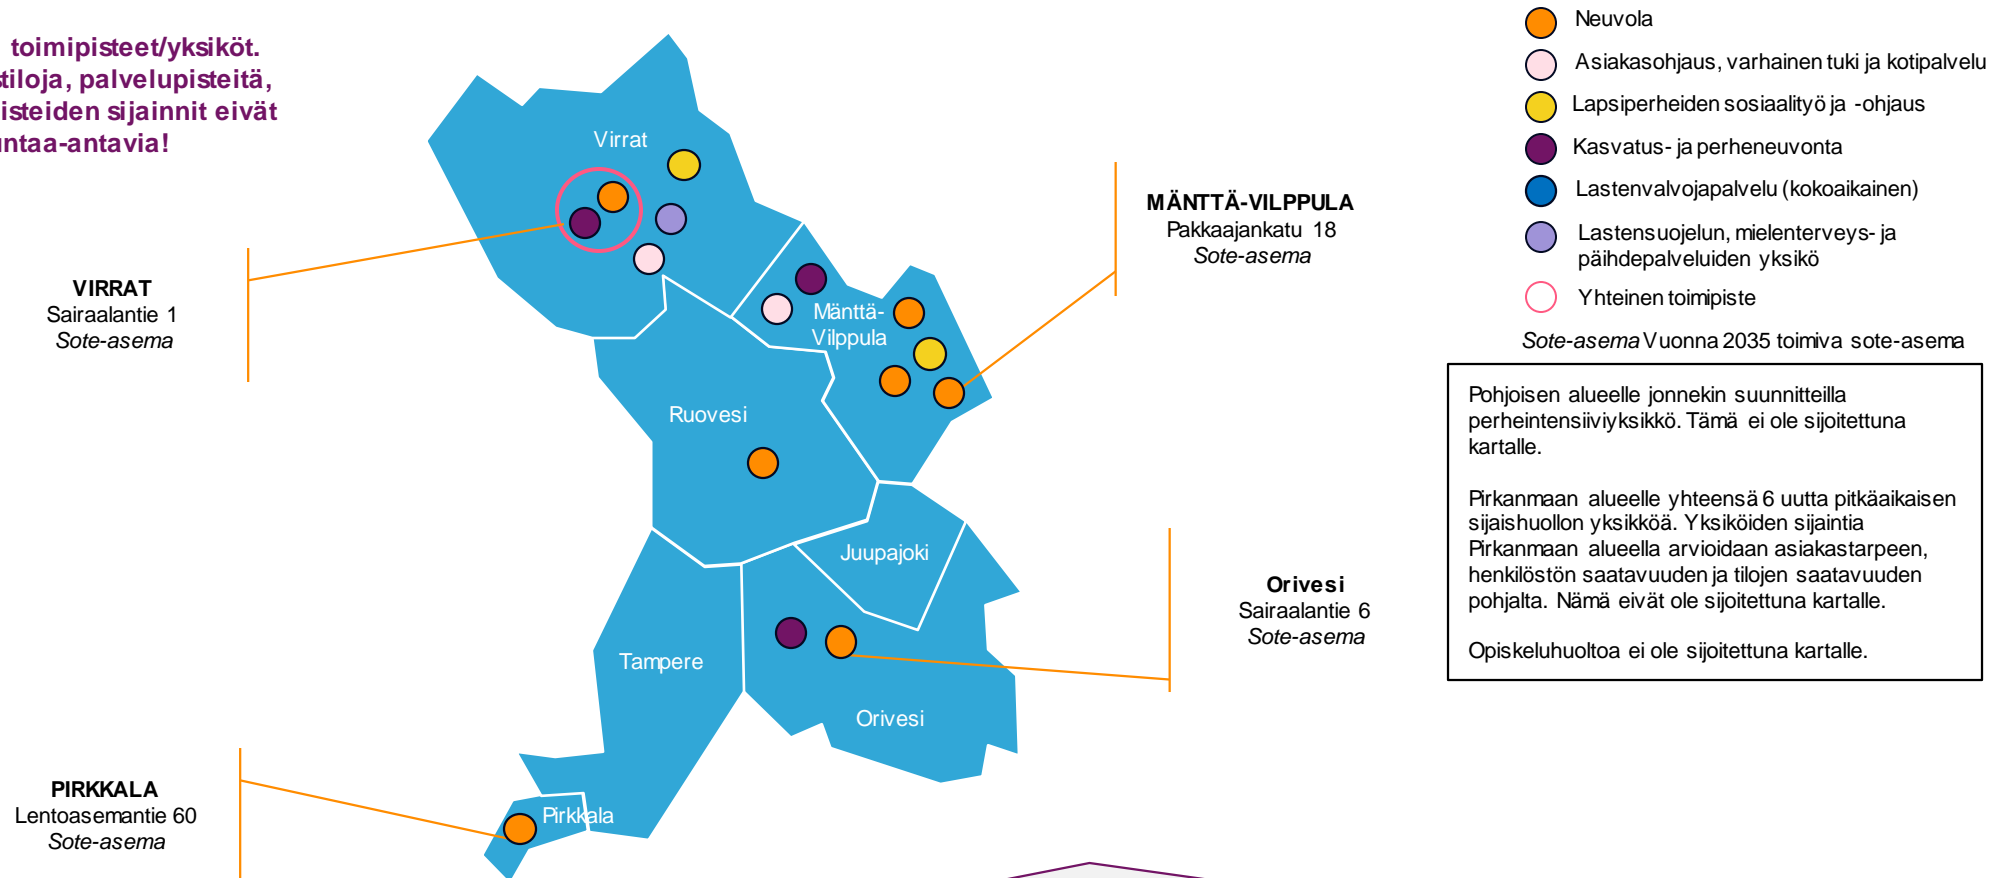 toimipisteet/yksiköt.
tiloja, palvelupisteitä,
isteiden sijainnit eivät
ntaa-antavia!
VIRRAT
Sairaalantie 1
Sote-asema
PIRKKALA
Lentoasemantie 60
Sote-asema
Virrat
Mänttä-
Vilppula
Ruovesi
Juupajoki
Tampere
Orivesi
Pirkkala
MÄNTTÄ-VILPPULA
Pakkaajankatu 18
Sote-asema
Orivesi
Sairaalantie 6
Sote-asema
Neuvola
Asiakasohjaus, varhainen tuki ja kotipalvelu
Lapsiperheiden sosiaalityö ja -ohjaus
Kasvatus- ja perheneuvonta
Lastenvalvojapalvelu (kokoaikainen)
Lastensuojelun, mielenterveys- ja
päihdepalveluiden yksikö
Yhteinen toimipiste
Sote-asema Vuonna 2035 toimiva sote-asema
Pohjoisen alueelle jonnekin suunnitteilla
perheintensiiviyksikkö. Tämä ei ole sijoitettuna
kartalle.
Pirkanmaan alueelle yhteensä 6 uutta pitkäaikaisen
sijaishuollon yksikköä. Yksiköiden sijaintia
Pirkanmaan alueella arvioidaan asiakastarpeen,
henkilöstön saatavuuden ja tilojen saatavuuden
pohjalta. Nämä eivät ole sijoitettuna kartalle.
Opiskeluhuoltoa ei ole sijoitettuna kartalle.